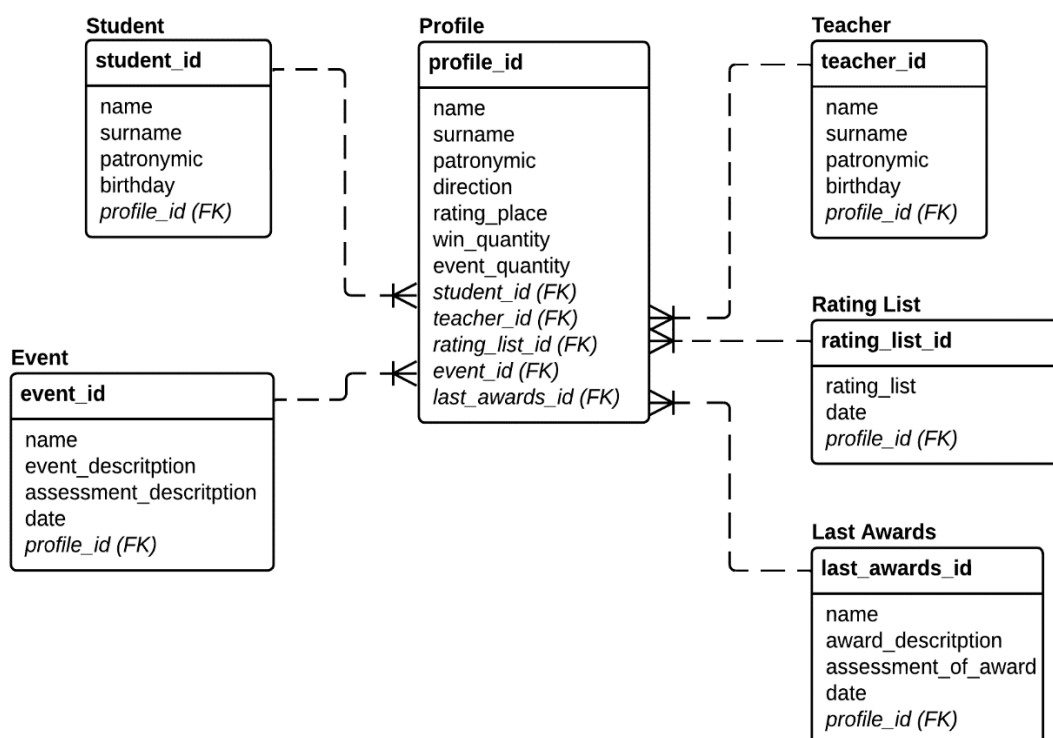 Student
student_id
name
surname
patronymic
birthday
profile_id (FK)
Event
event_id
name
event_descritption
assessment_descritption
date
profile_id (FK)
Profile
profile_id
name
surname
patronymic
direction
rating_place
win_quantity
event_quantity
student_id (FK)
teacher_id (FK)
rating_list_id (FK)
event_id (FK)
last_awards_id (FK)
Teacher
teacher_id
name
surname
patronymic
birthday
profile_id (FK)
Rating List
rating_list_id
rating_list
date
profile_id (FK)
Last Awards
last_awards_id
name
award_descritption
assessment_of_award
date
profile_id (FK)